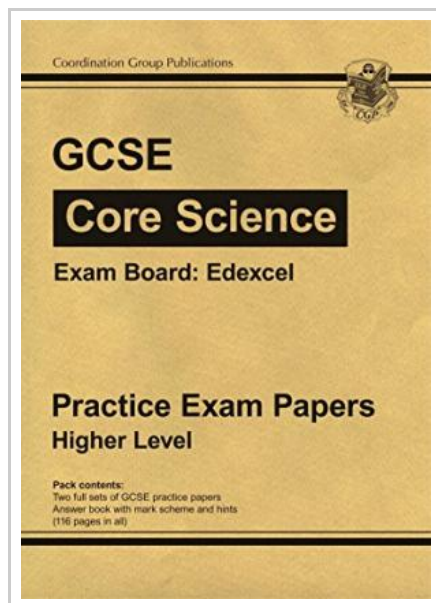 Coordination Group Publications
CGP
GCSE
Core Science
Exam Board: Edexcel
Practice Exam Papers
Higher Level
Pack contents:
Two full sets of GCSE practice papers
Answer book with mark scheme and hints
(116 pages in all)